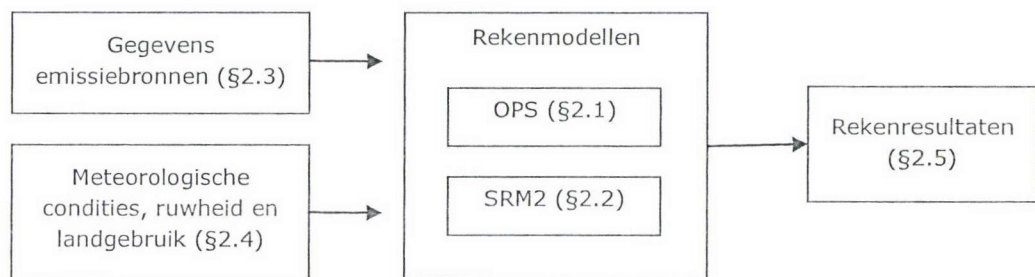 Gegevens
emissiebronnen (§2.3)
Meteorologische
condities, ruwheid en
landgebruik (§2.4)
Rekenmodellen
OPS (§2.1)
SRM2 (§2.2)
Rekenresultaten
(§2.5)